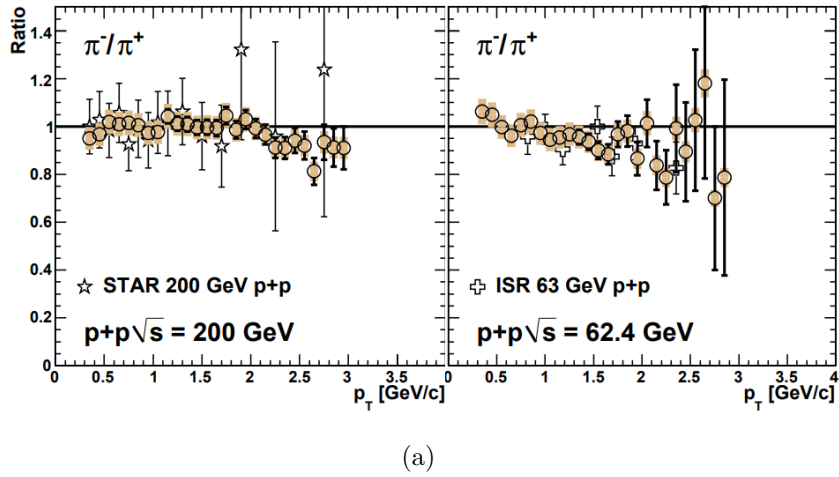 Ratio
1.4
1.2
1
0.8
0.6
0.4
0.2
0
π⁻/π⁺
STAR 200 GeV p+p
p+p√s = 200 GeV
0 0.5 1 1.5 2 2.5 3 3.5
p_T [GeV/c]
π⁻/π⁺
ISR 63 GeV p+p
p+p√s = 62.4 GeV
0 0.5 1 1.5 2 2.5 3 3.5 4
p_T [GeV/c]
(a)